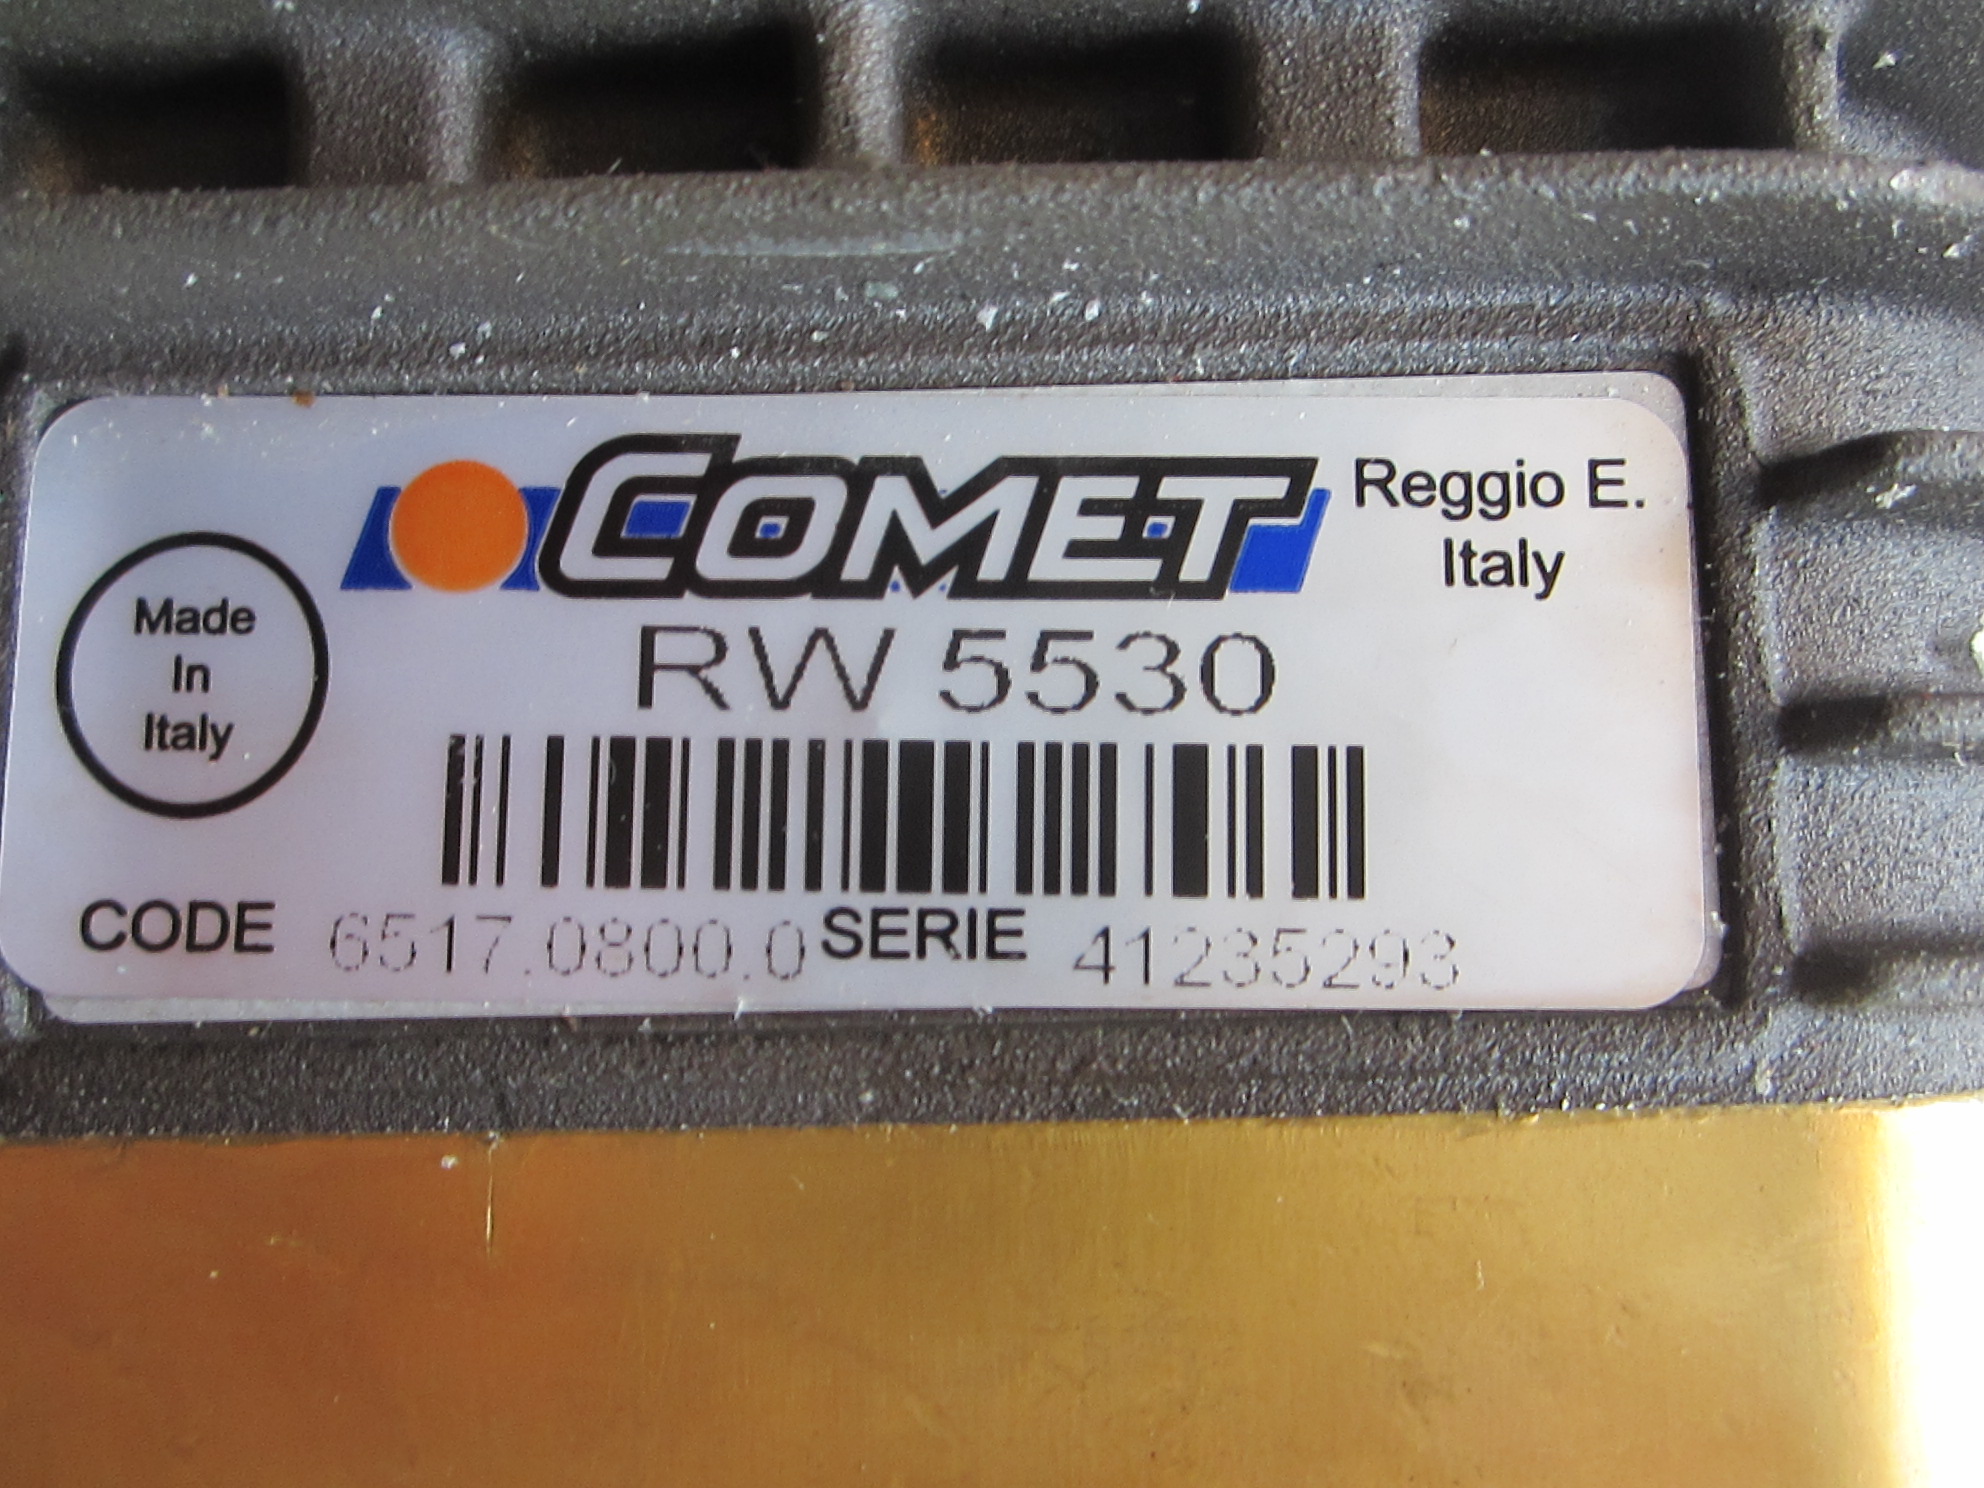 COMET
Reggio E.
Italy
Made
In
Italy
RW 5530
CODE 6517.0800.0 SERIE 41235293